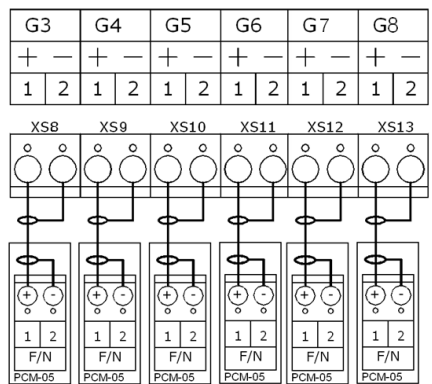 G3 G4 G5 G6 G7 G8
+ − + − + − + − + − + −
1 2 1 2 1 2 1 2 1 2 1 2
XS8 XS9 XS10 XS11 XS12 XS13
+ - + - + - + - + - + -
1 2 1 2 1 2 1 2 1 2 1 2
F/N F/N F/N F/N F/N F/N
PCM-05 PCM-05 PCM-05 PCM-05 PCM-05 PCM-05